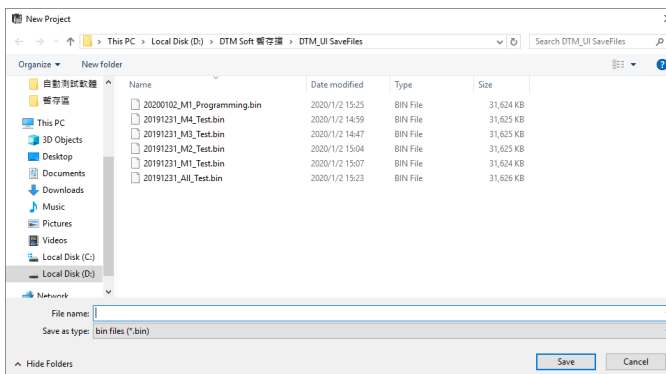 New Project
This PC > Local Disk (D:) > DTM Soft 暫存擋 > DTM_UI SaveFiles
Search DTM_UI SaveFiles
Organize
New folder
Name
Date modified
Type
Size
自動測試軟體
暫存區
This PC
3D Objects
Desktop
Documents
Downloads
Music
Pictures
Videos
Local Disk (C:)
Local Disk (D:)
Network
20200102_M1_Programming.bin 2020/1/2 15:25 BIN File 31,624 KB
20191231_M4_Test.bin 2020/1/2 14:59 BIN File 31,625 KB
20191231_M3_Test.bin 2020/1/2 14:47 BIN File 31,625 KB
20191231_M2_Test.bin 2020/1/2 15:04 BIN File 31,625 KB
20191231_M1_Test.bin 2020/1/2 15:07 BIN File 31,624 KB
20191231_All_Test.bin 2020/1/2 15:23 BIN File 31,626 KB
File name:
Save as type: bin files (*.bin)
Hide Folders
Save
Cancel